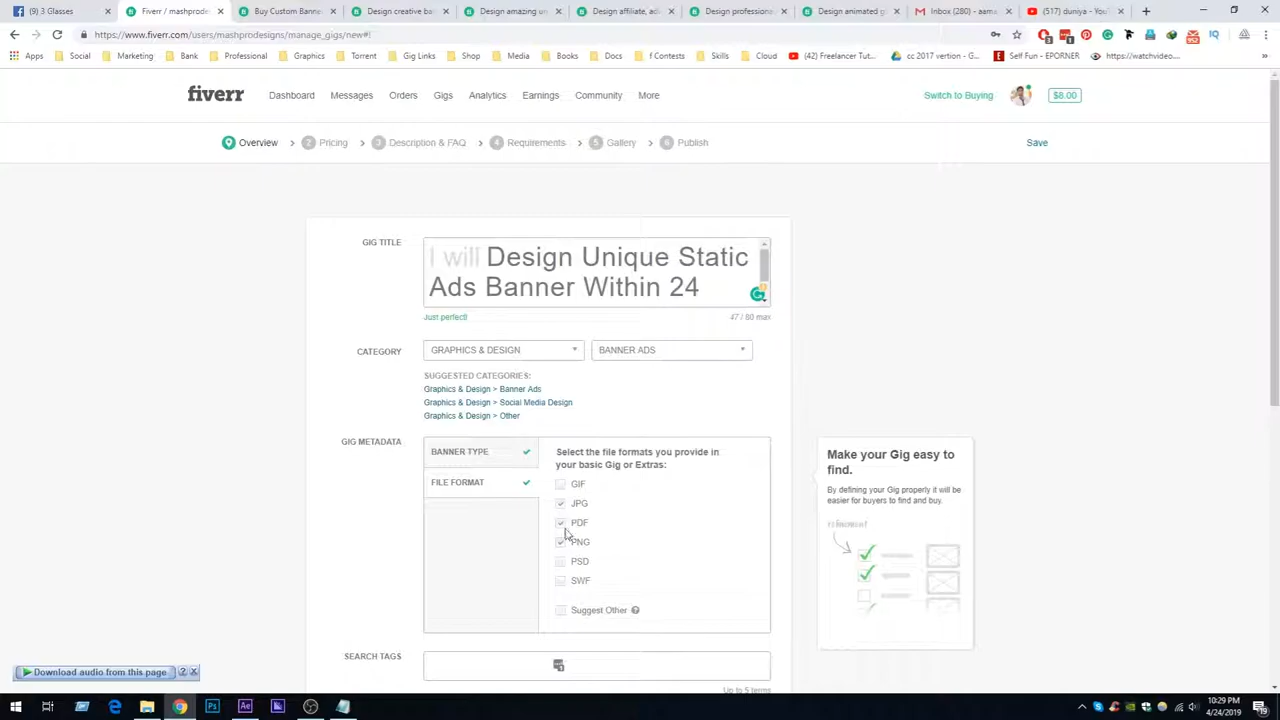 (9) 3 Glasses
Fiverr / mashprodes
Buy Custom Banner
Design creative ba
Design amazing un
Design affiliate, ad
Design professiona
Design animated g
Inbox (280) - aama
(517) duniya - You
https://www.fiverr.com/users/mashprodesigns/manage_gigs/new#
Apps Social Marketing Bank Professional Graphics Torrent Gig Links Shop Media Books Docs f Contests Skills Cloud (42) Freelancer Tut... cc 2017 vertion - G... Self Fun - EPORNER https://watchvideo....
fiverr Dashboard Messages Orders Gigs Analytics Earnings Community More Switch to Buying $8.00
Overview > 2 Pricing > 3 Description & FAQ > 4 Requirements > 5 Gallery > 6 Publish Save
GIG TITLE
I will Design Unique Static
Ads Banner Within 24
Just perfect! 47 / 80 max
CATEGORY GRAPHICS & DESIGN BANNER ADS
SUGGESTED CATEGORIES:
Graphics & Design > Banner Ads
Graphics & Design > Social Media Design
Graphics & Design > Other
GIG METADATA
BANNER TYPE
FILE FORMAT
Select the file formats you provide in
your basic Gig or Extras:
GIF
JPG
PDF
PNG
PSD
SWF
Suggest Other
Make your Gig easy to
find.
By defining your Gig properly it will be
easier for buyers to find and buy.
SEARCH TAGS
Up to 5 terms
Download audio from this page ? X
10:29 PM
4/24/2019